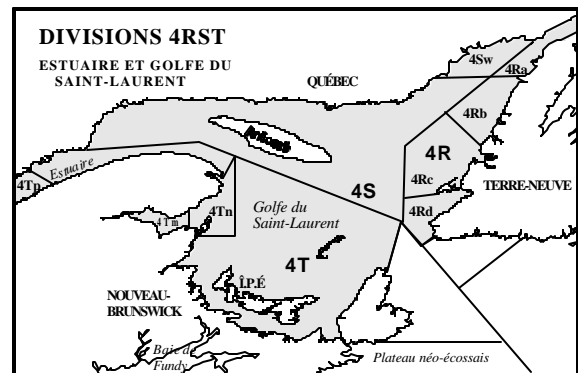 DIVISIONS 4RST
ESTUAIRE ET GOLFE DU
SAINT-LAURENT
QUÉBEC
4Sw
4Ra
4Rb
Anticosti
4R
4Rc
TERRE-NEUVE
Estuaire
4Tp
4S
4Rd
4Tm
4Tn
Golfe du
Saint-Laurent
4T
Î.P.É
NOUVEAU-
BRUNSWICK
Baie de
Fundy
Plateau néo-écossais